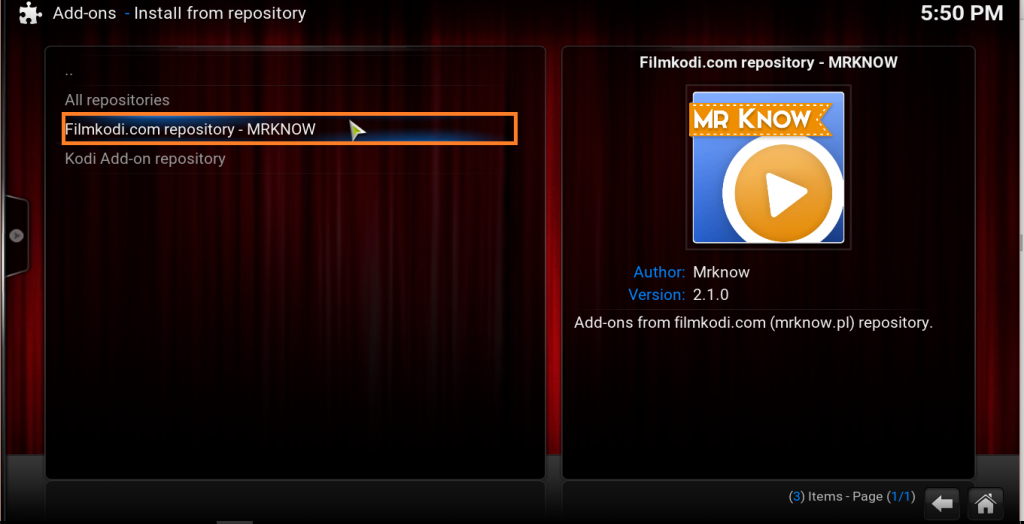 Add-ons - Install from repository
5:50 PM
..
All repositories
Filmkodi.com repository - MRKNOW
Kodi Add-on repository
Filmkodi.com repository - MRKNOW
MR KNOW
Author: Mrknow
Version: 2.1.0
Add-ons from filmkodi.com (mrknow.pl) repository.
(3) Items - Page (1/1)